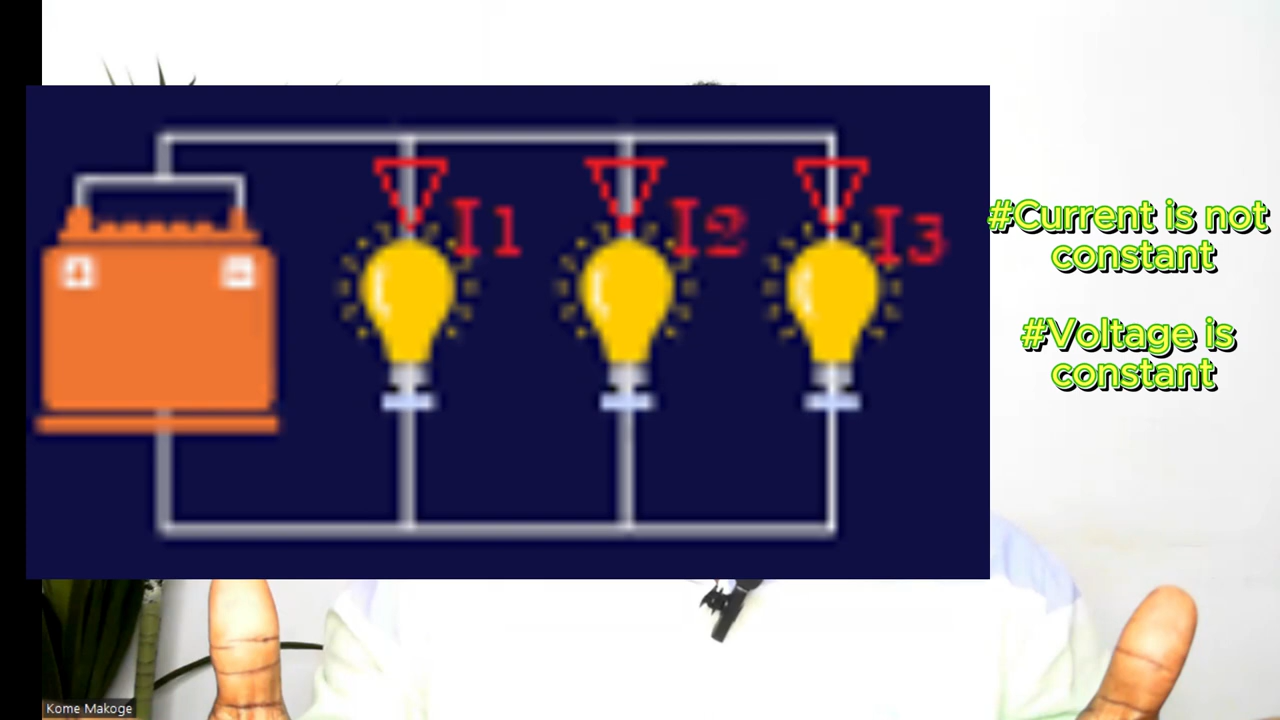 + -
I1 I2 I3
#Current is not
constant
#Voltage is
constant
Kome Makoge